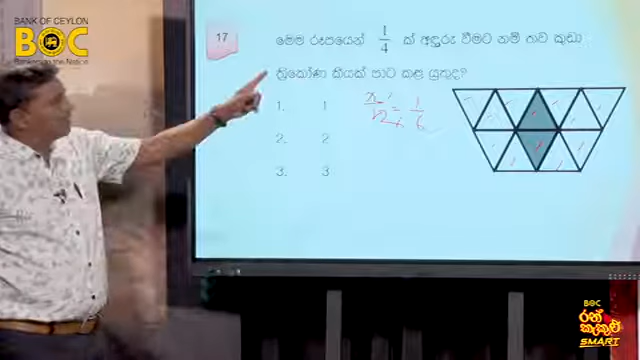 BANK OF CEYLON
BOC
Bankers to the Nation
17
මෙම රූපයෙන් 1/4 ක් අඳුරු වීමට නම් තව කුඩා
ත්‍රිකෝණ කීයක් පාට කළ යුතුද?
1. 1
2. 2
3. 3
= 1/6
BOC
රන්
කැකුළු
SMART